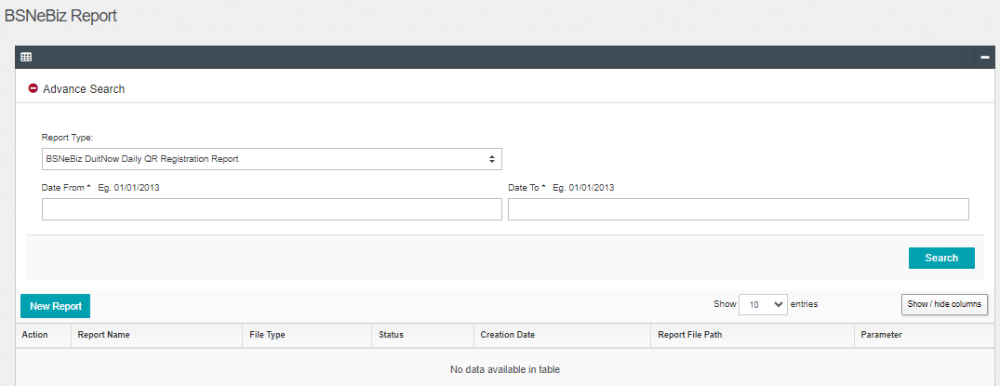 BSNeBiz Report
Advance Search
Report Type:
BSNeBiz DuitNow Daily QR Registration Report
Date From * Eg. 01/01/2013 Date To * Eg. 01/01/2013
Search
New Report Show 10 entries Show / hide columns
Action Report Name File Type Status Creation Date Report File Path Parameter
No data available in table